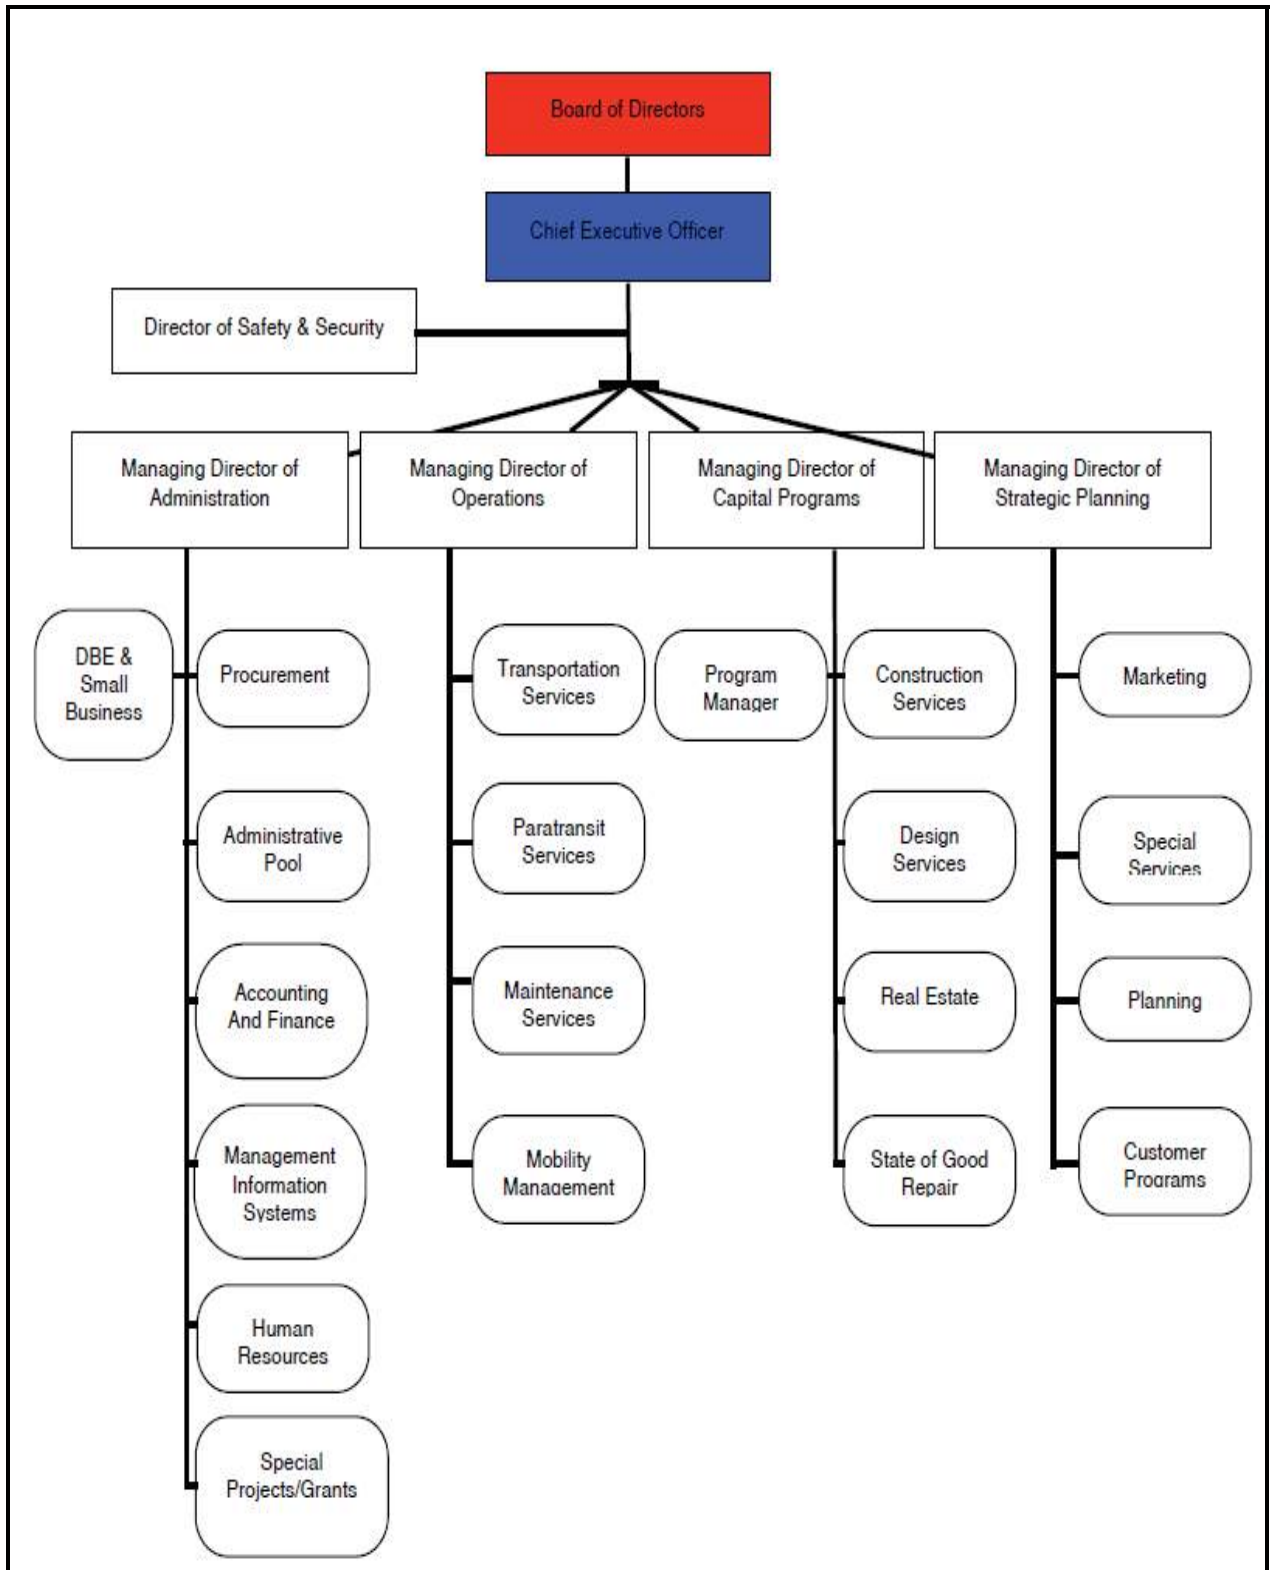 Board of Directors
Chief Executive Officer
Director of Safety & Security
Managing Director of
Administration
Managing Director of
Operations
Managing Director of
Capital Programs
Managing Director of
Strategic Planning
DBE &
Small
Business
Procurement
Administrative
Pool
Accounting
And Finance
Management
Information
Systems
Human
Resources
Special
Projects/Grants
Transportation
Services
Paratransit
Services
Maintenance
Services
Mobility
Management
Program
Manager
Construction
Services
Design
Services
Real Estate
State of Good
Repair
Marketing
Special
Services
Planning
Customer
Programs